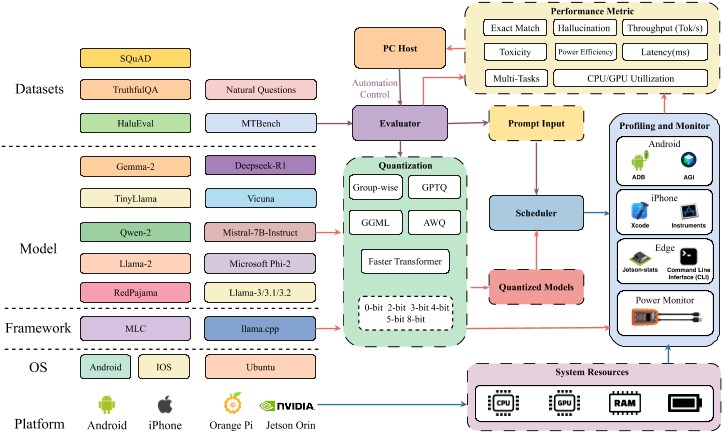 Performance Metric
Exact Match
Hallucination
Throughput (Tok/s)
Toxicity
Power Efficiency
Latency(ms)
Multi-Tasks
CPU/GPU Utillization
PC Host
Automation
Control
Datasets
SQuAD
TruthfulQA
Natural Questions
HaluEval
MTBench
Evaluator
Prompt Input
Profiling and Monitor
Android
ADB
AGI
iPhone
Xcode
Instruments
Edge
Jetson-stats
Command Line
Inferface (CLI)
Power Monitor
Model
Gemma-2
Deepseek-R1
TinyLlama
Vicuna
Qwen-2
Mistral-7B-Instruct
Llama-2
Microsoft Phi-2
RedPajama
Llama-3/3.1/3.2
Quantization
Group-wise
GPTQ
GGML
AWQ
Faster Transformer
0-bit 2-bit 3-bit 4-bit
5-bit 8-bit
Scheduler
Quantized Models
Framework
MLC
llama.cpp
OS
Android
IOS
Ubuntu
System Resources
CPU
GPU
RAM
Platform
Android
iPhone
Orange Pi
NVIDIA.
Jetson Orin